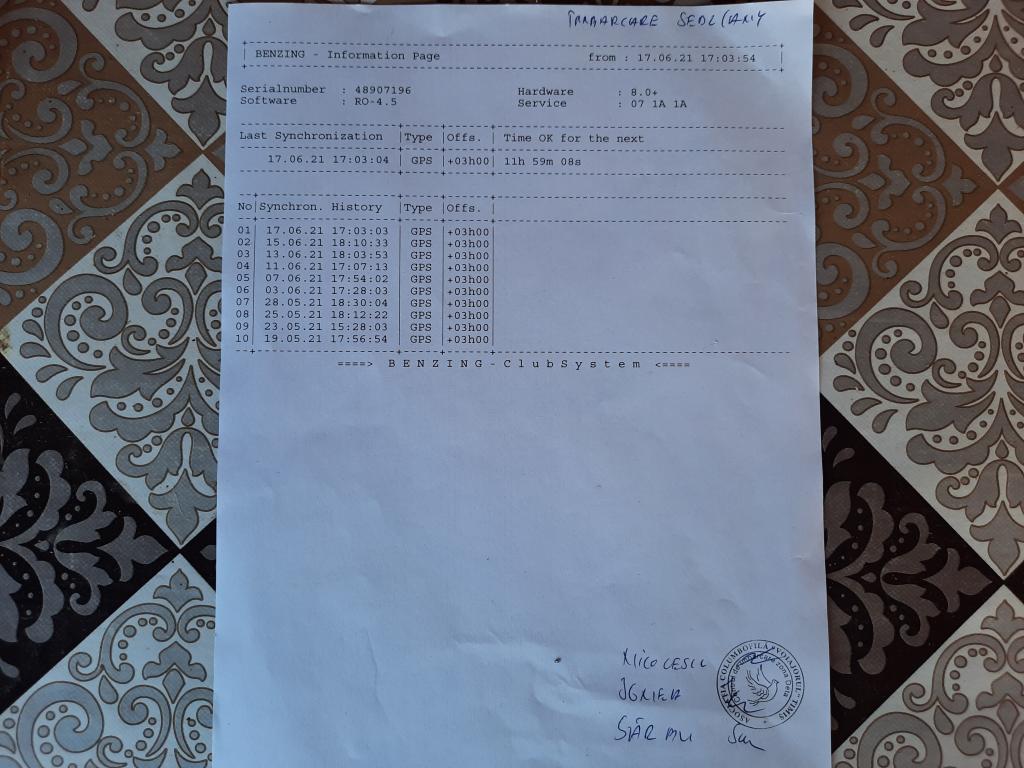 ÎMBARCARE SEDLČANY
BENZING - Information Page from : 17.06.21 17:03:54
Serialnumber : 48907196 Hardware : 8.0+
Software : RO-4.5 Service : 07 1A 1A
Last Synchronization |Type |Offs. | Time OK for the next
17.06.21 17:03:04 | GPS |+03h00| 11h 59m 08s
No|Synchron. History |Type |Offs. |
01| 17.06.21 17:03:03 | GPS |+03h00|
02| 15.06.21 18:10:33 | GPS |+03h00|
03| 13.06.21 18:03:53 | GPS |+03h00|
04| 11.06.21 17:07:13 | GPS |+03h00|
05| 07.06.21 17:54:02 | GPS |+03h00|
06| 03.06.21 17:28:03 | GPS |+03h00|
07| 28.05.21 18:30:04 | GPS |+03h00|
08| 25.05.21 18:12:22 | GPS |+03h00|
09| 23.05.21 15:28:03 | GPS |+03h00|
10| 19.05.21 17:56:54 | GPS |+03h00|
====> B E N Z I N G - C l u b S y s t e m <====
ASOCIATIA COLUMBOFILĂ "VOIAJORUL" TIMIȘ
zona Deta